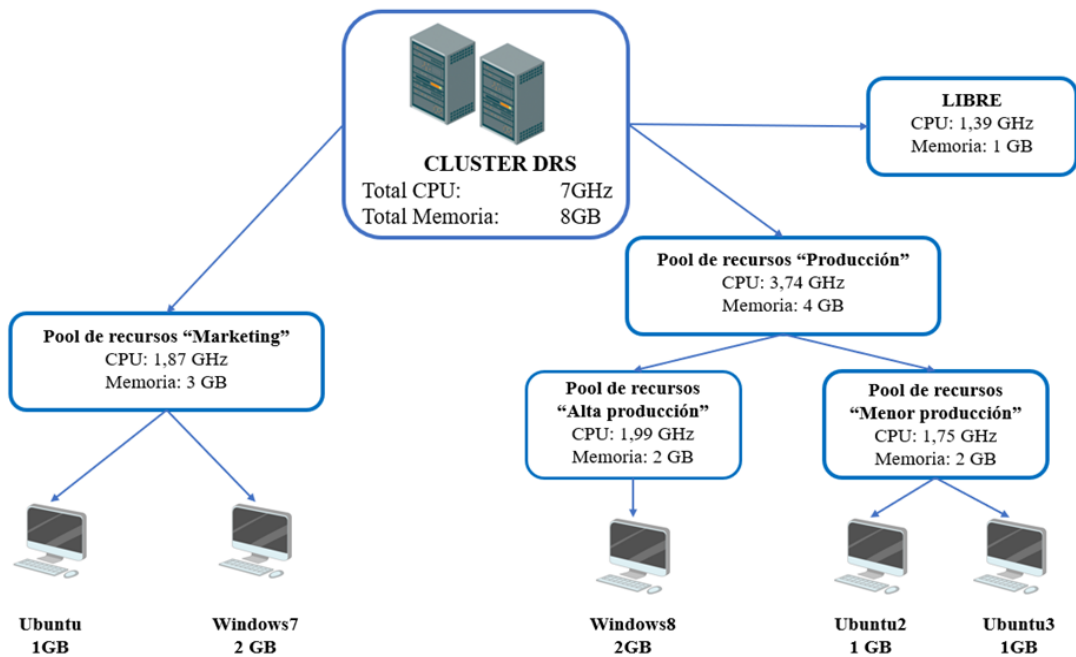 CLUSTER DRS
Total CPU: 7GHz
Total Memoria: 8GB
LIBRE
CPU: 1,39 GHz
Memoria: 1 GB
Pool de recursos “Producción”
CPU: 3,74 GHz
Memoria: 4 GB
Pool de recursos “Marketing”
CPU: 1,87 GHz
Memoria: 3 GB
Pool de recursos
“Alta producción”
CPU: 1,99 GHz
Memoria: 2 GB
Pool de recursos
“Menor producción”
CPU: 1,75 GHz
Memoria: 2 GB
Ubuntu
1GB
Windows7
2 GB
Windows8
2GB
Ubuntu2
1 GB
Ubuntu3
1GB